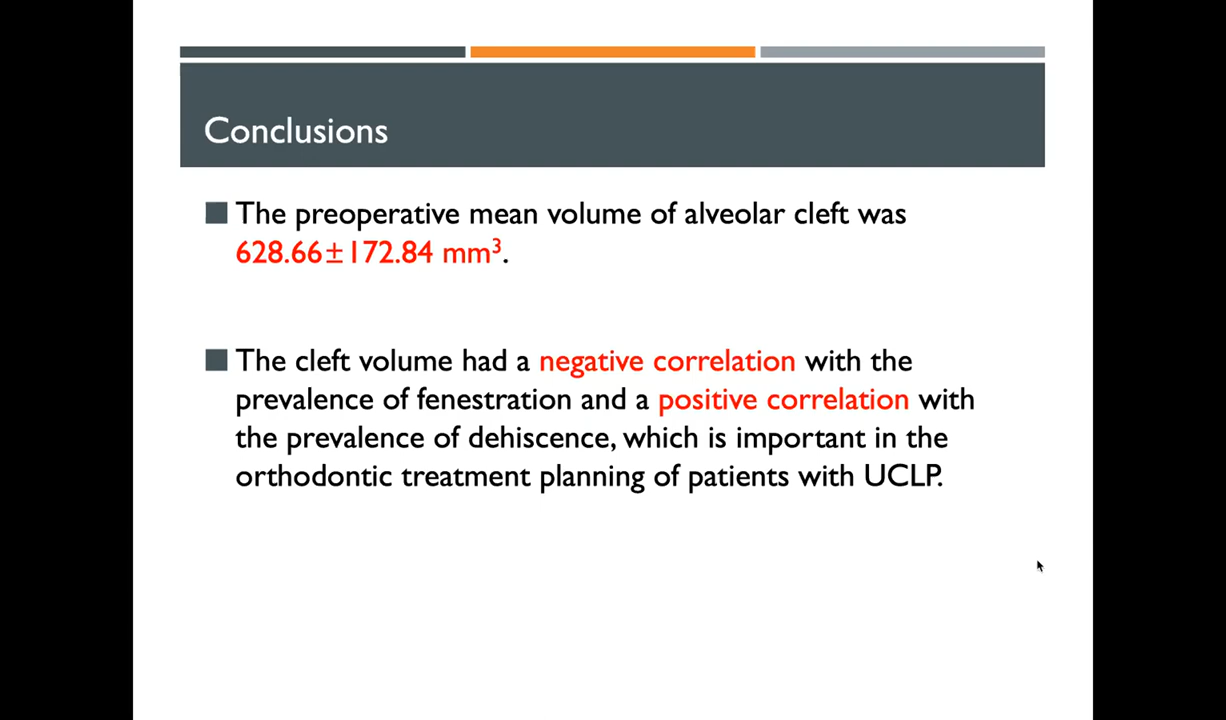 Conclusions
The preoperative mean volume of alveolar cleft was
628.66±172.84 mm³.
The cleft volume had a negative correlation with the
prevalence of fenestration and a positive correlation with
the prevalence of dehiscence, which is important in the
orthodontic treatment planning of patients with UCLP.